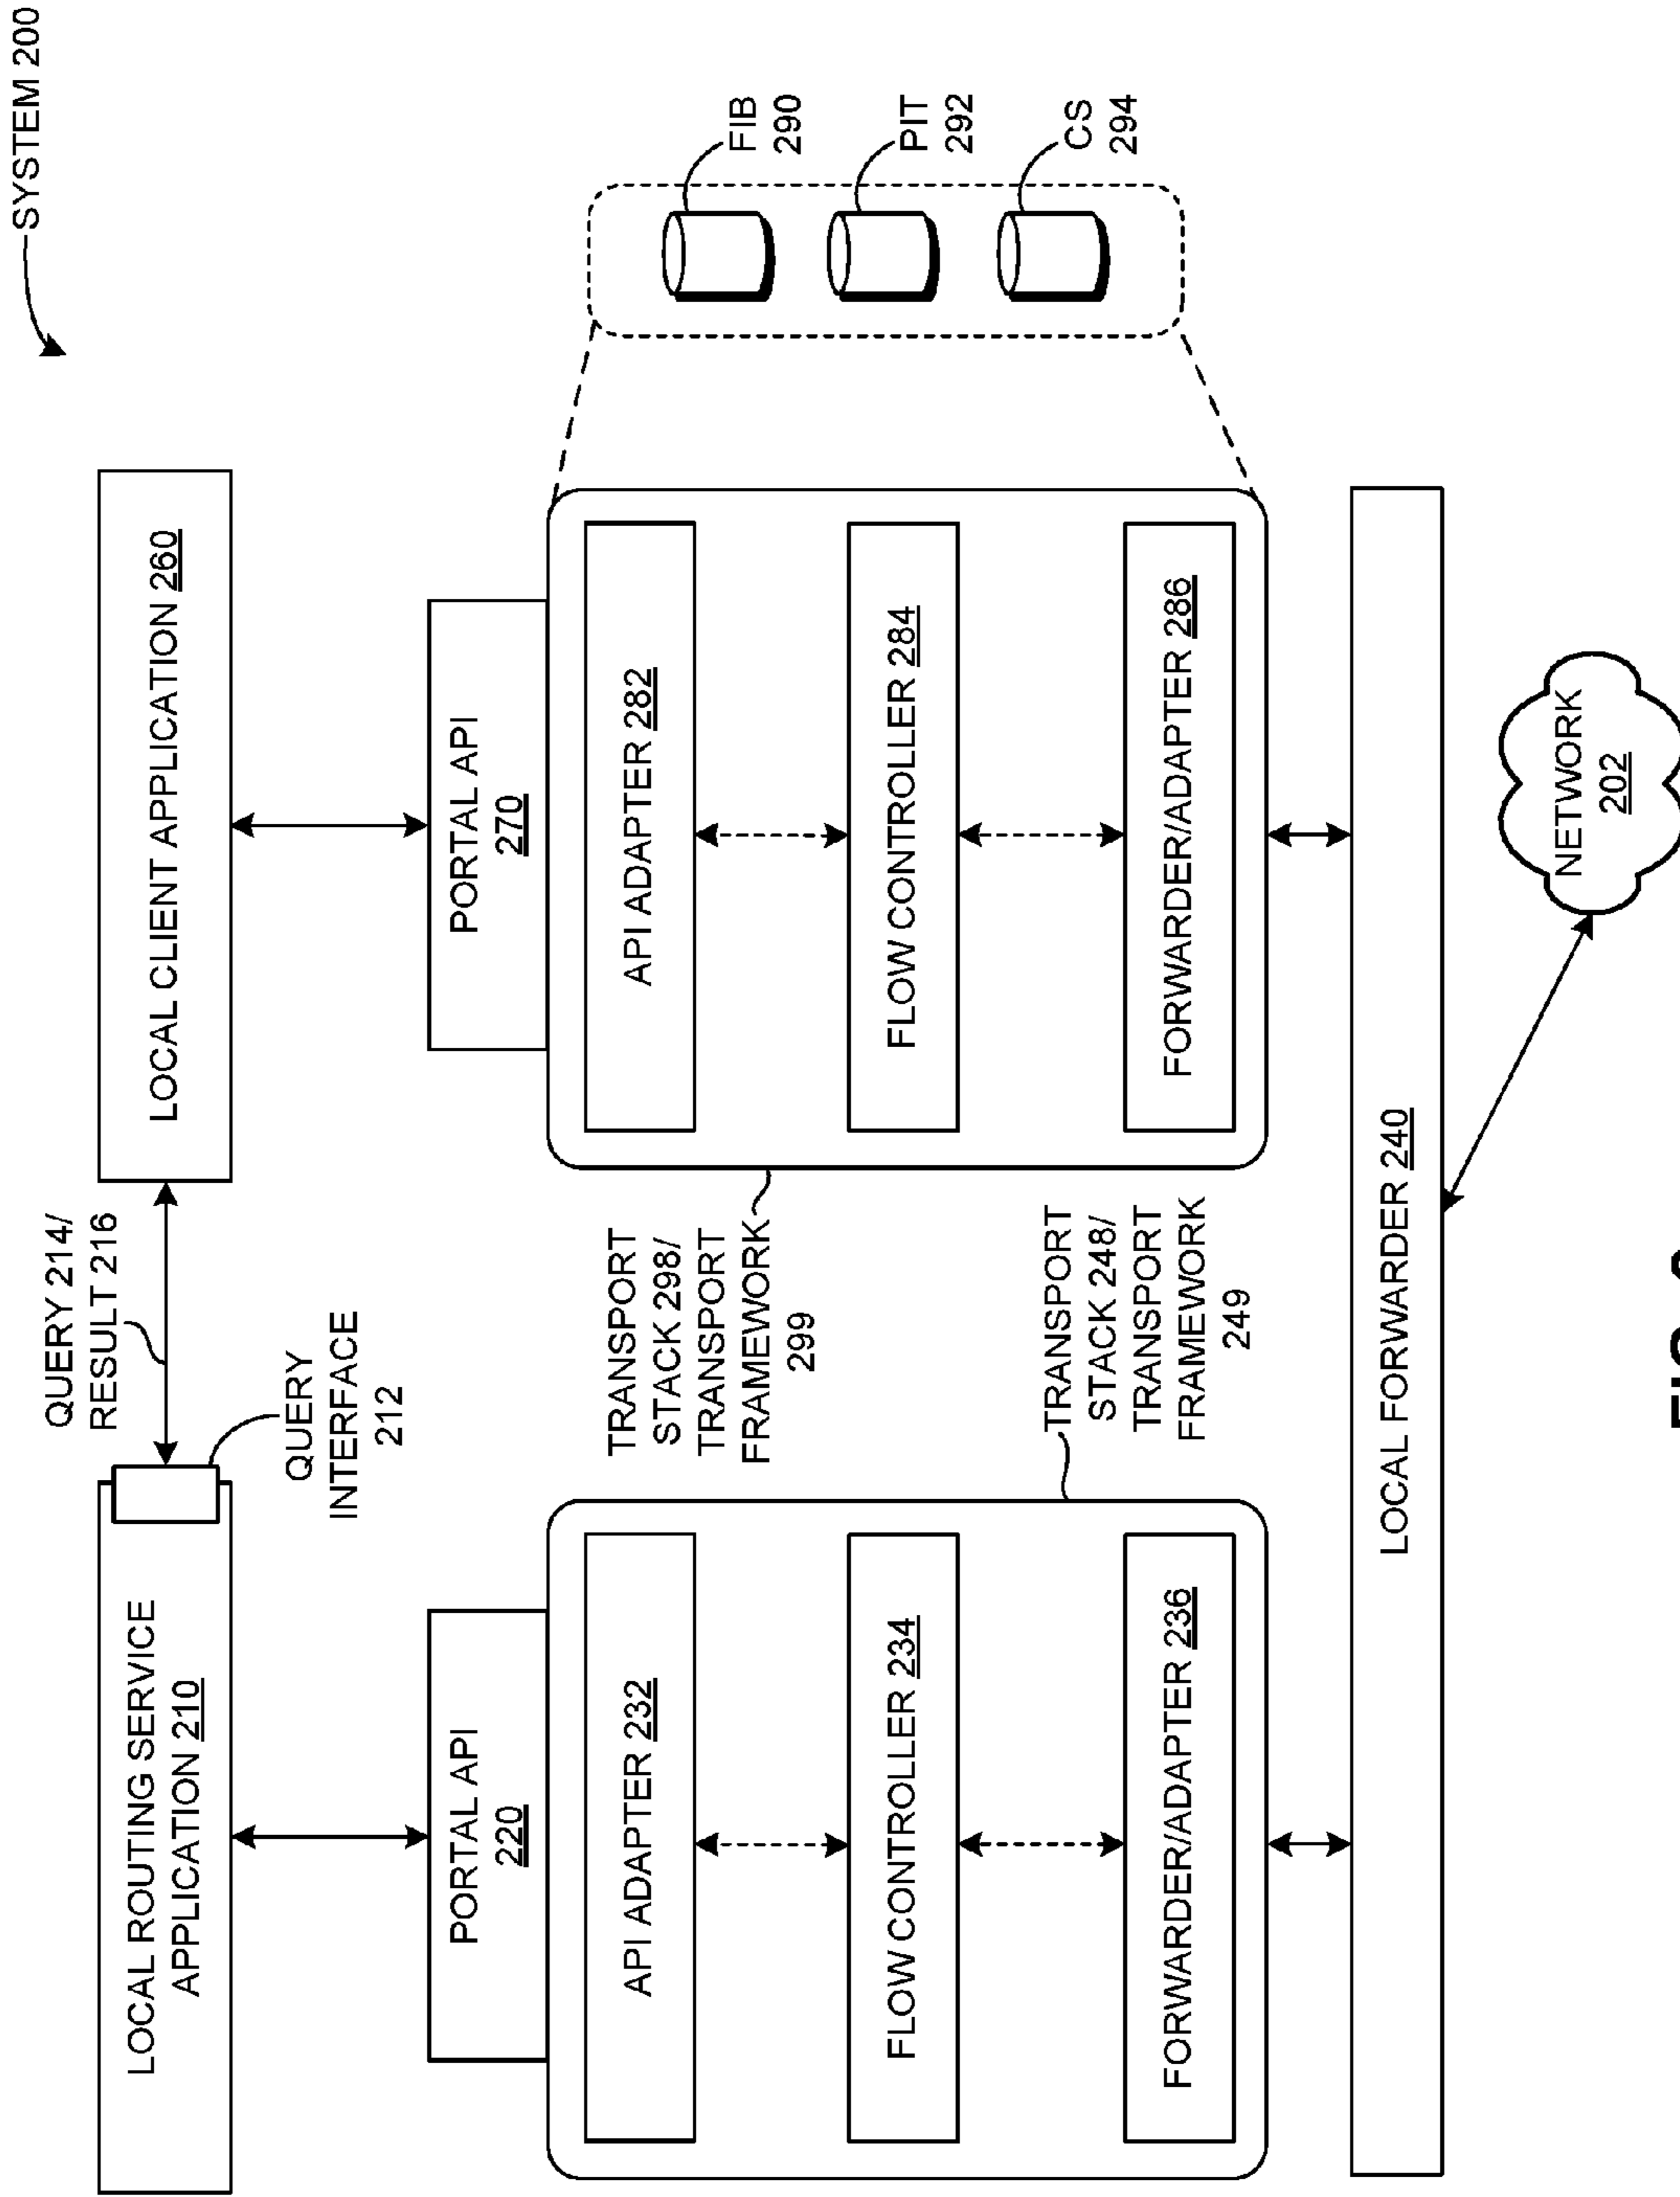 SYSTEM 200
LOCAL ROUTING SERVICE
APPLICATION 210
QUERY 214/
RESULT 216
QUERY
INTERFACE
212
LOCAL CLIENT APPLICATION 260
PORTAL API
220
PORTAL API
270
API ADAPTER 232
FLOW CONTROLLER 234
FORWARDER/ADAPTER 236
TRANSPORT
STACK 298/
TRANSPORT
FRAMEWORK
299
TRANSPORT
STACK 248/
TRANSPORT
FRAMEWORK
249
API ADAPTER 282
FLOW CONTROLLER 284
FORWARDER/ADAPTER 286
FIB
290
PIT
292
CS
294
LOCAL FORWARDER 240
NETWORK
202